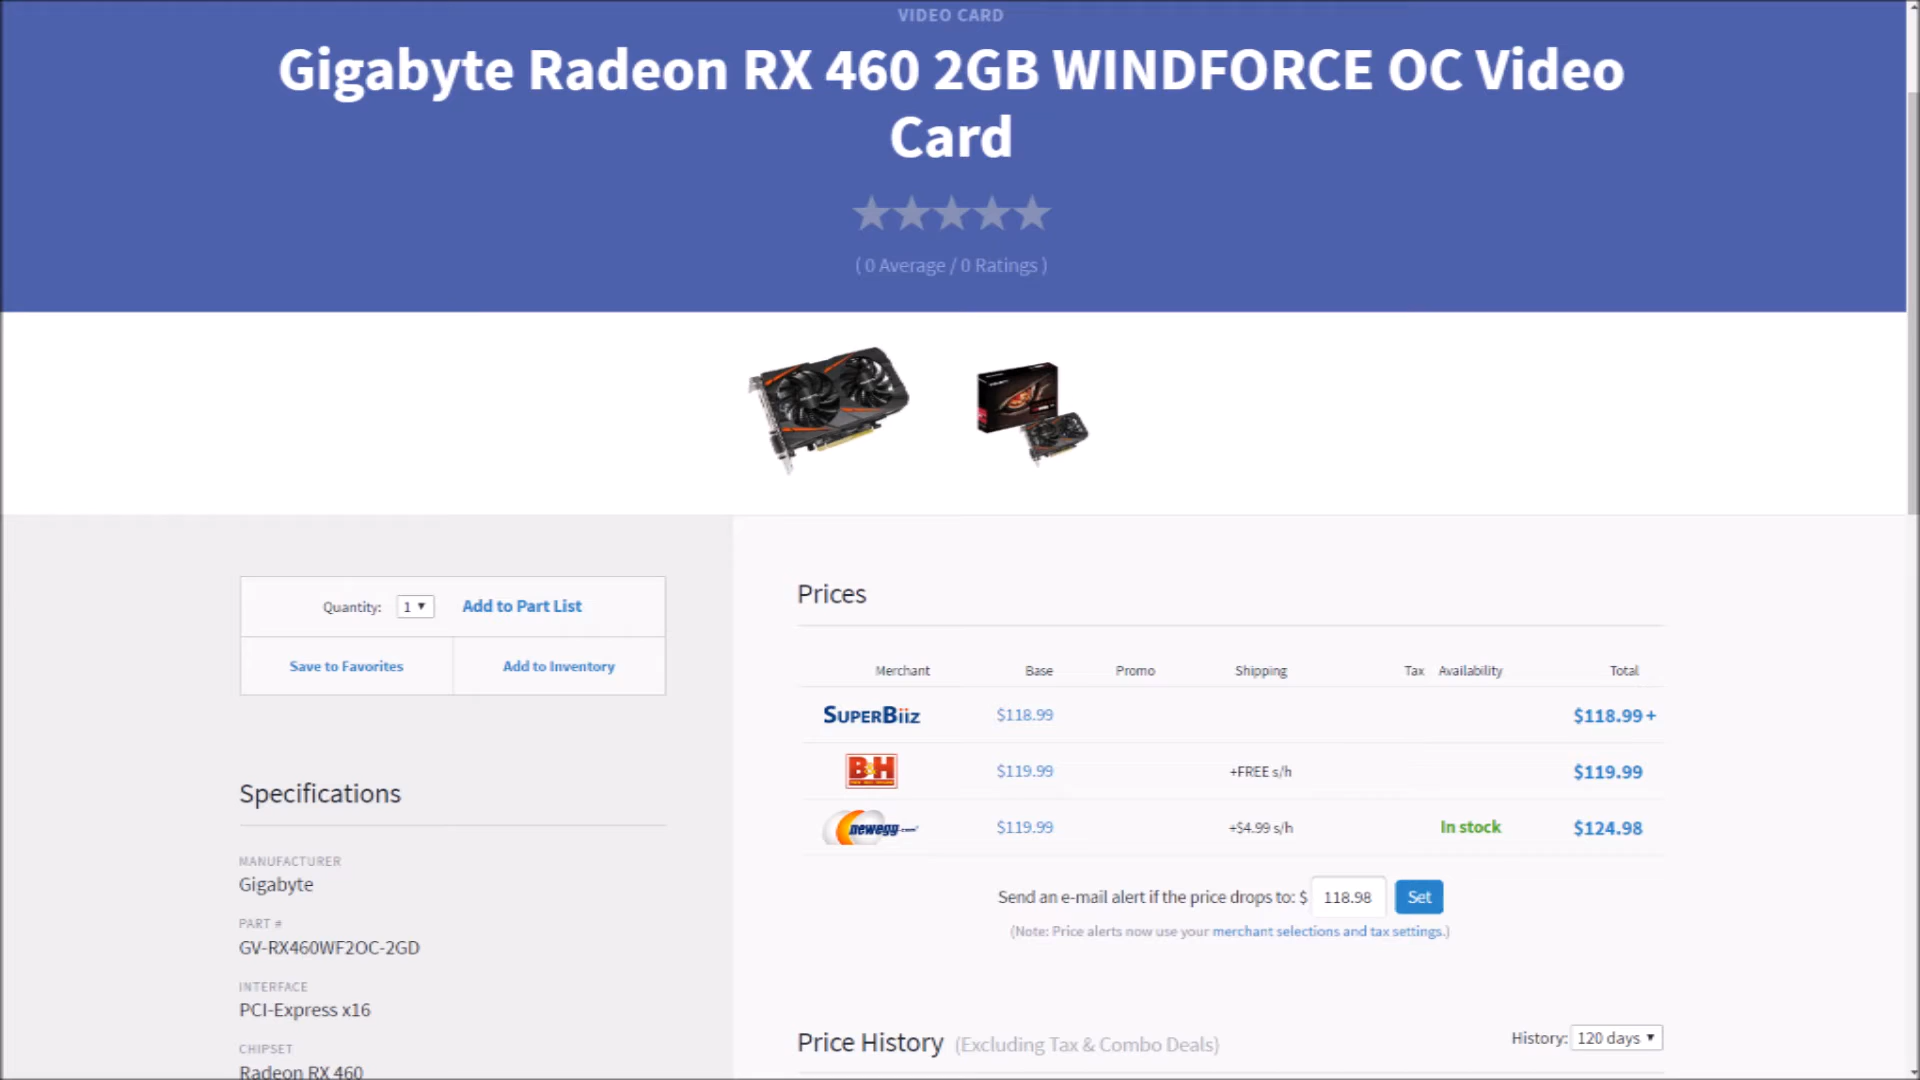 VIDEO CARD
Gigabyte Radeon RX 460 2GB WINDFORCE OC Video
Card
( 0 Average / 0 Ratings )
Quantity: 1 Add to Part List
Save to Favorites Add to Inventory
Specifications
MANUFACTURER
Gigabyte
PART #
GV-RX460WF2OC-2GD
INTERFACE
PCI-Express x16
CHIPSET
Radeon RX 460
Prices
Merchant Base Promo Shipping Tax Availability Total
SUPERBiiz $118.99 $118.99 +
B&H $119.99 +FREE s/h $119.99
newegg.com $119.99 +$4.99 s/h In stock $124.98
Send an e-mail alert if the price drops to: $ 118.98 Set
(Note: Price alerts now use your merchant selections and tax settings.)
Price History (Excluding Tax & Combo Deals) History: 120 days